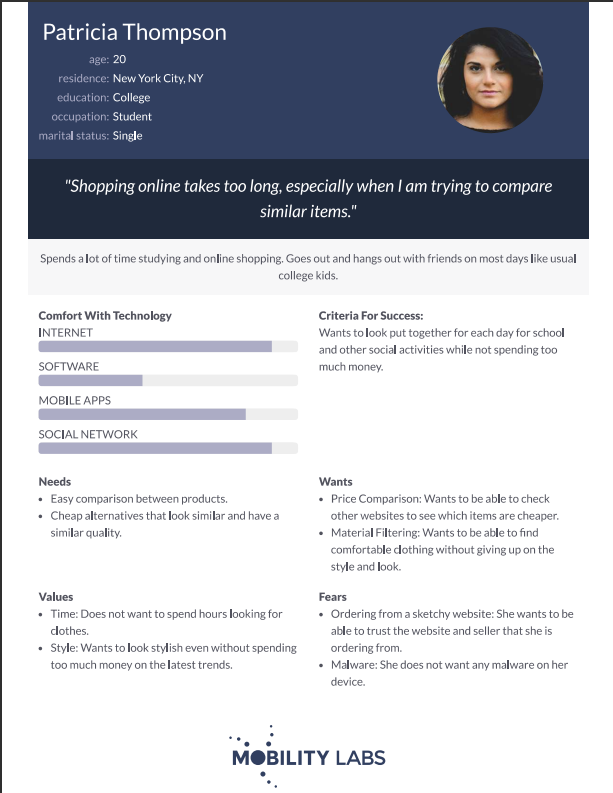 Patricia Thompson
age: 20
residence: New York City, NY
education: College
occupation: Student
marital status: Single
"Shopping online takes too long, especially when I am trying to compare
similar items."
Spends a lot of time studying and online shopping. Goes out and hangs out with friends on most days like usual
college kids.
Comfort With Technology
INTERNET
SOFTWARE
MOBILE APPS
SOCIAL NETWORK
Criteria For Success:
Wants to look put together for each day for school
and other social activities while not spending too
much money.
Needs
• Easy comparison between products.
• Cheap alternatives that look similar and have a
similar quality.
Wants
• Price Comparison: Wants to be able to check
other websites to see which items are cheaper.
• Material Filtering: Wants to be able to find
comfortable clothing without giving up on the
style and look.
Values
• Time: Does not want to spend hours looking for
clothes.
• Style: Wants to look stylish even without spending
too much money on the latest trends.
Fears
• Ordering from a sketchy website: She wants to be
able to trust the website and seller that she is
ordering from.
• Malware: She does not want any malware on her
device.
MOBILITY LABS